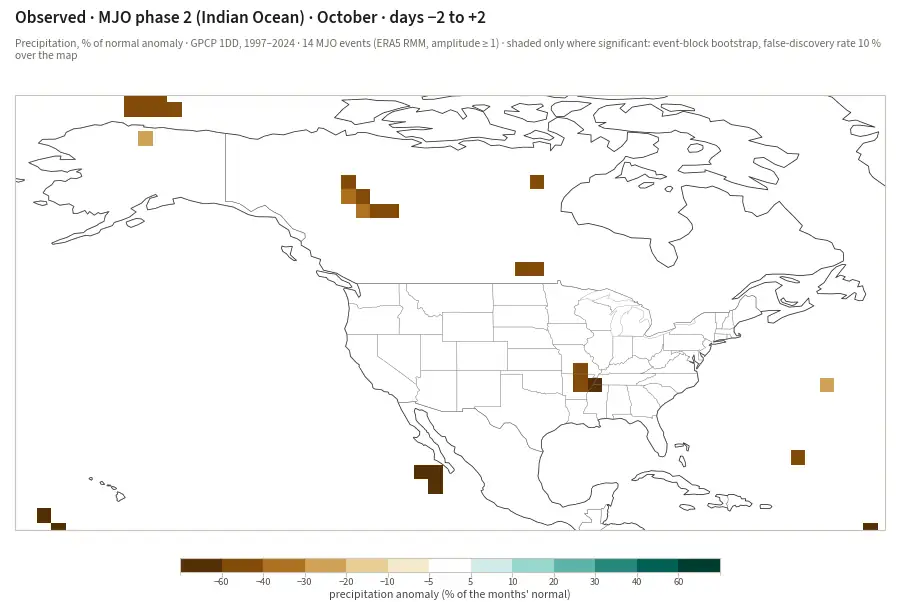 Observed · MJO phase 2 (Indian Ocean) · October · days −2 to +2
Precipitation, % of normal anomaly · GPCP 1DD, 1997–2024 · 14 MJO events (ERA5 RMM, amplitude ≥ 1) · shaded only where significant: event-block bootstrap, false-discovery rate 10 %
over the map
−60 −40 −30 −20 −10 −5 5 10 20 30 40 60
precipitation anomaly (% of the months' normal)